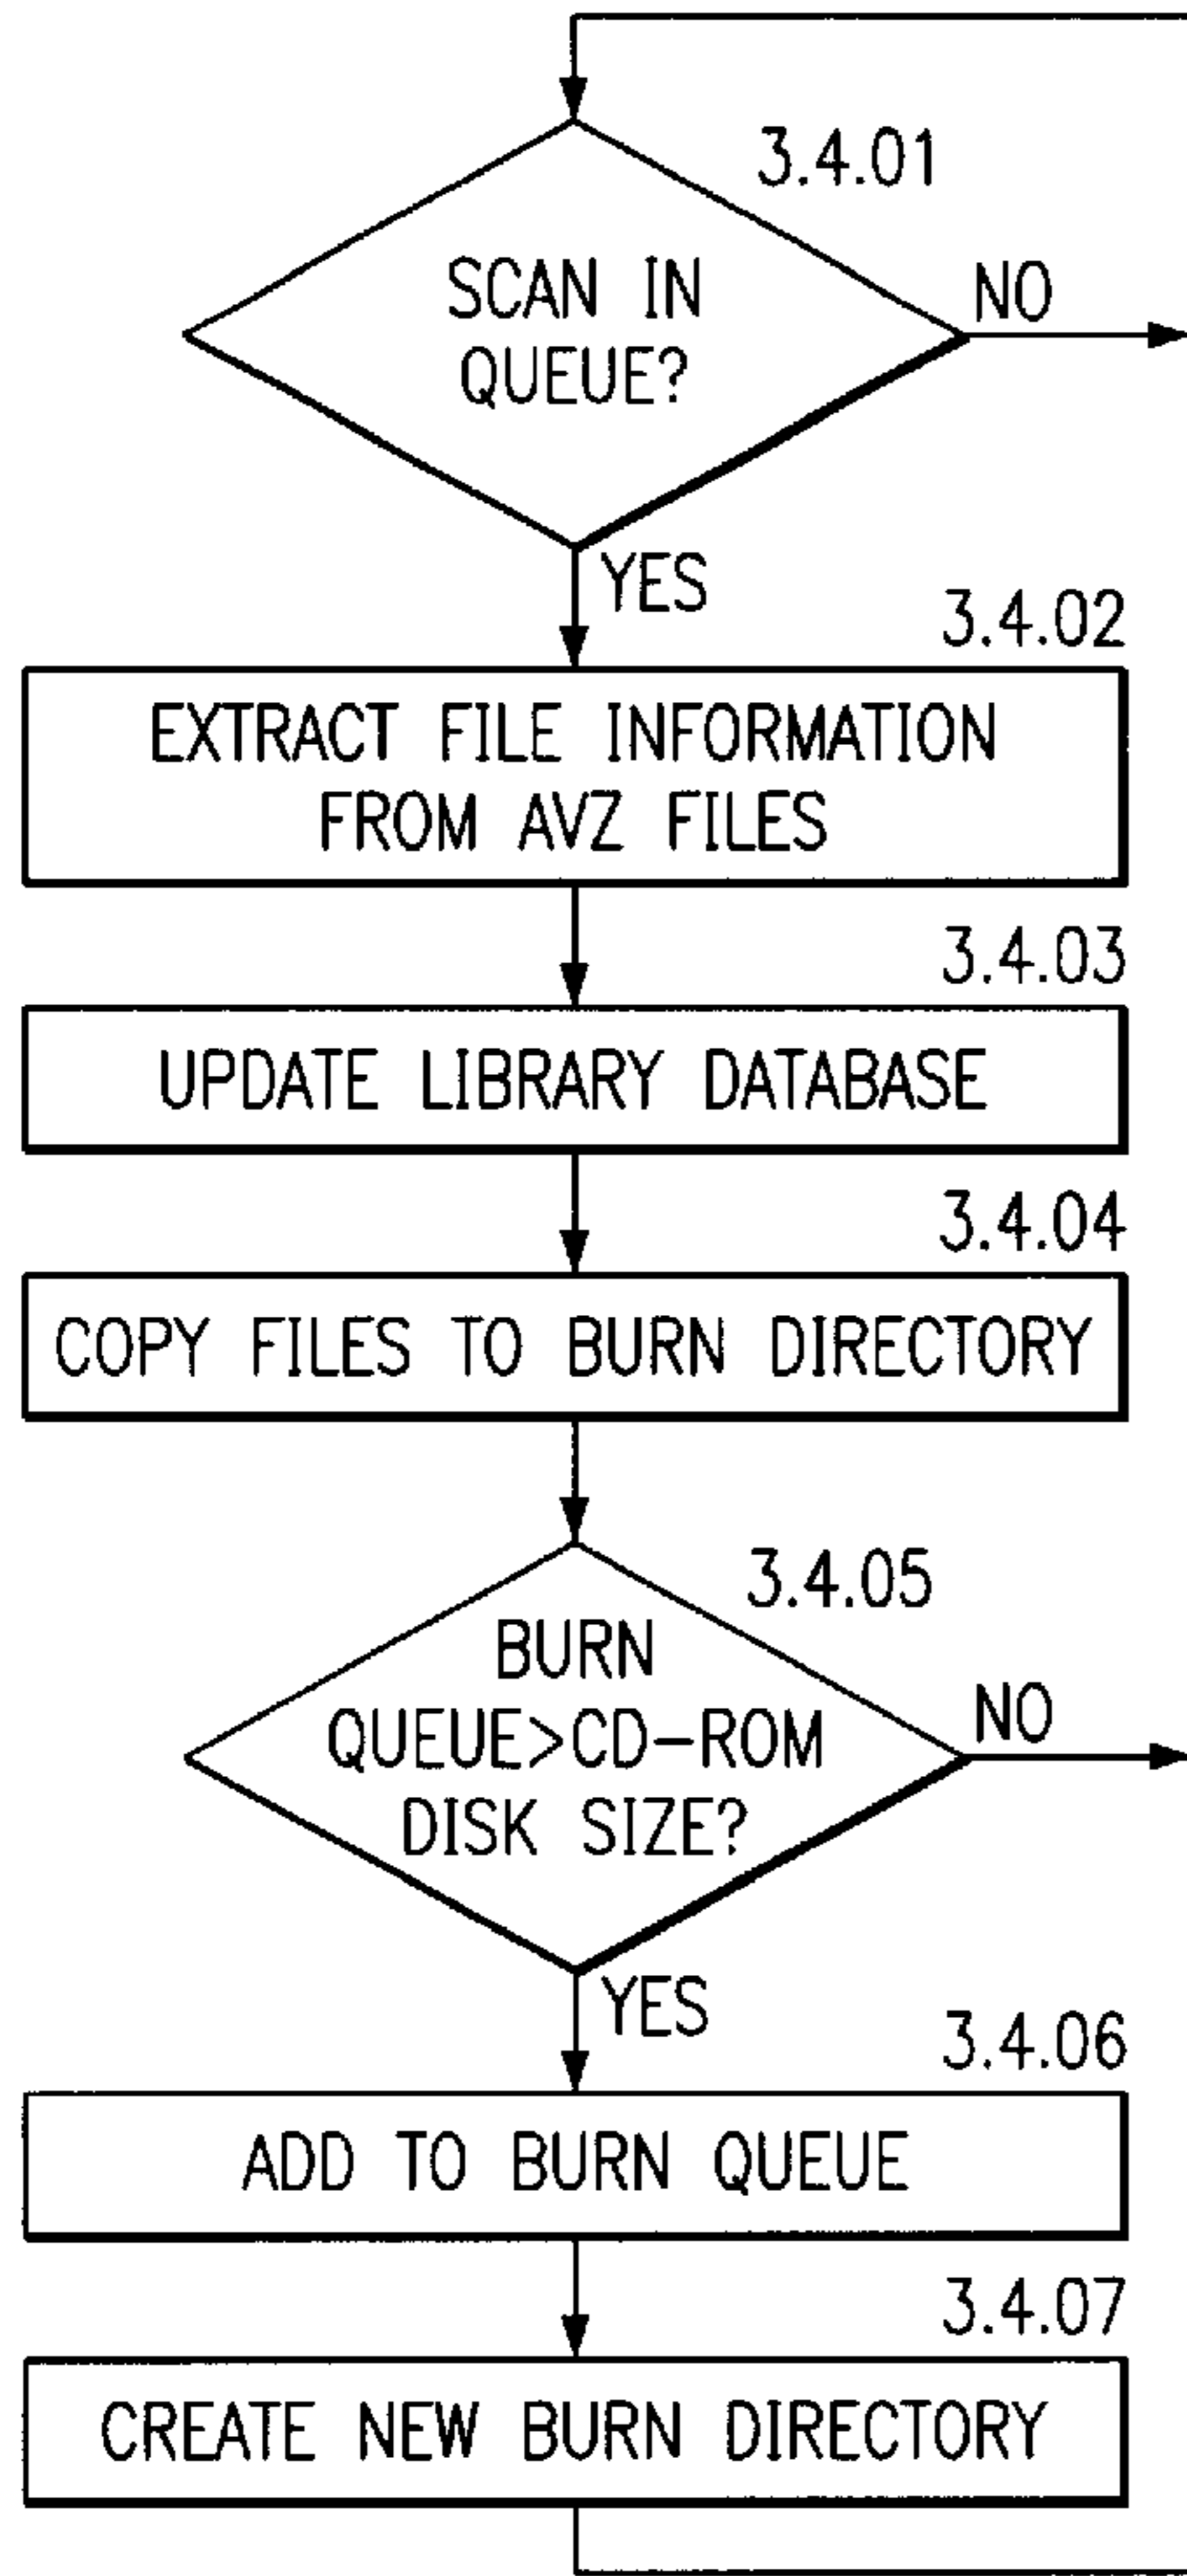 3.4.01
SCAN IN
QUEUE?
NO
YES
3.4.02
EXTRACT FILE INFORMATION
FROM AVZ FILES
3.4.03
UPDATE LIBRARY DATABASE
3.4.04
COPY FILES TO BURN DIRECTORY
3.4.05
BURN
QUEUE>CD-ROM
DISK SIZE?
NO
YES
3.4.06
ADD TO BURN QUEUE
3.4.07
CREATE NEW BURN DIRECTORY